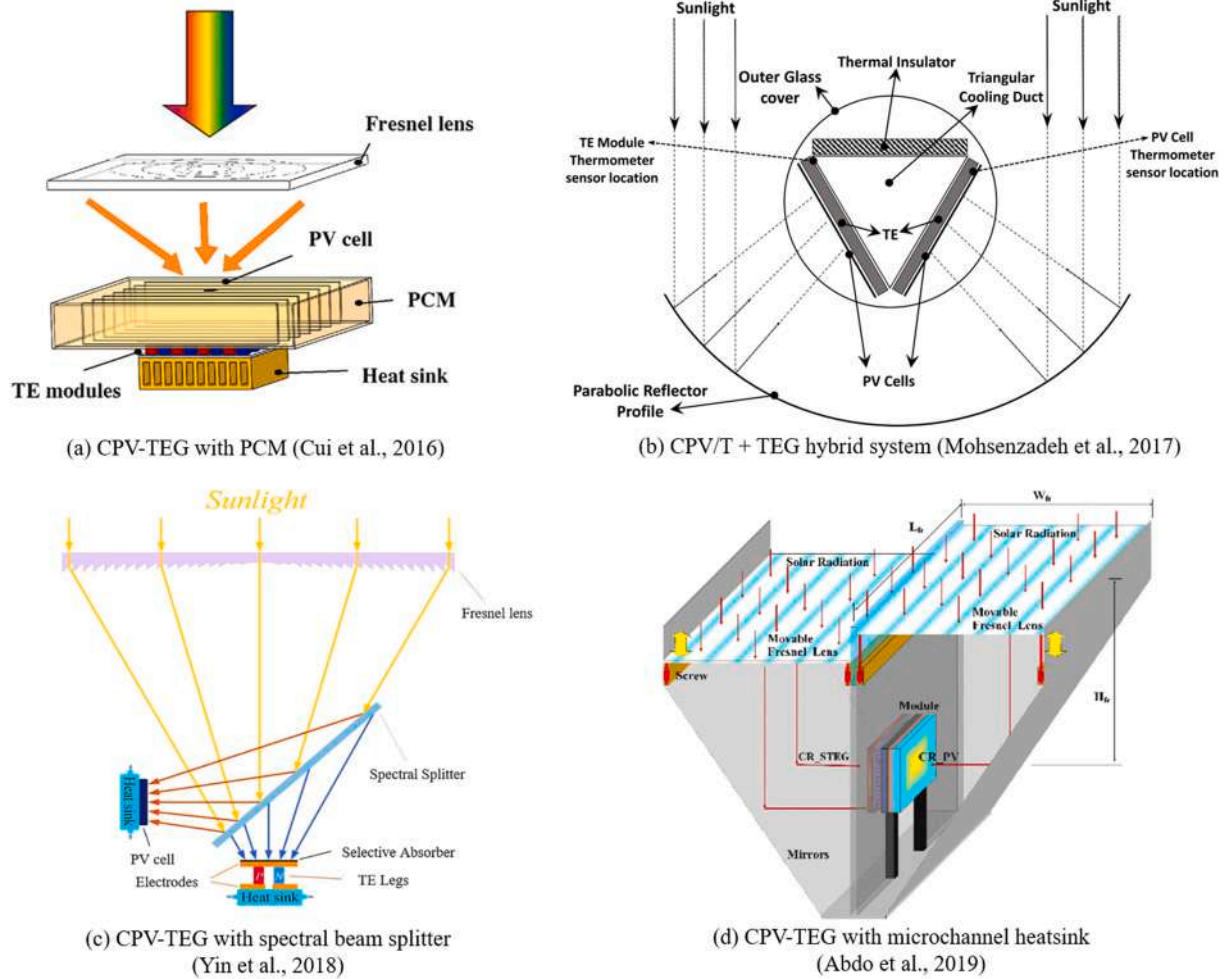 Fresnel lens
PV cell
PCM
TE modules
Heat sink
(a) CPV-TEG with PCM (Cui et al., 2016)
Sunlight
Sunlight
Outer Glass
cover
Thermal Insulator
Triangular
Cooling Duct
TE Module
Thermometer
sensor location
PV Cell
Thermometer
sensor location
TE
PV Cells
Parabolic Reflector
Profile
(b) CPV/T + TEG hybrid system (Mohsenzadeh et al., 2017)
Sunlight
Fresnel lens
Spectral Splitter
Heat sink
PV cell
Selective Absorber
Electrodes
TE Legs
P
N
Heat sink
(c) CPV-TEG with spectral beam splitter
(Yin et al., 2018)
W_fr
L_fr
Solar Radiation
Solar Radiation
Movable
Fresnel Lens
Movable
Fresnel Lens
Screw
H_fr
Module
CR_STEG
CR_PV
Mirrors
(d) CPV-TEG with microchannel heatsink
(Abdo et al., 2019)